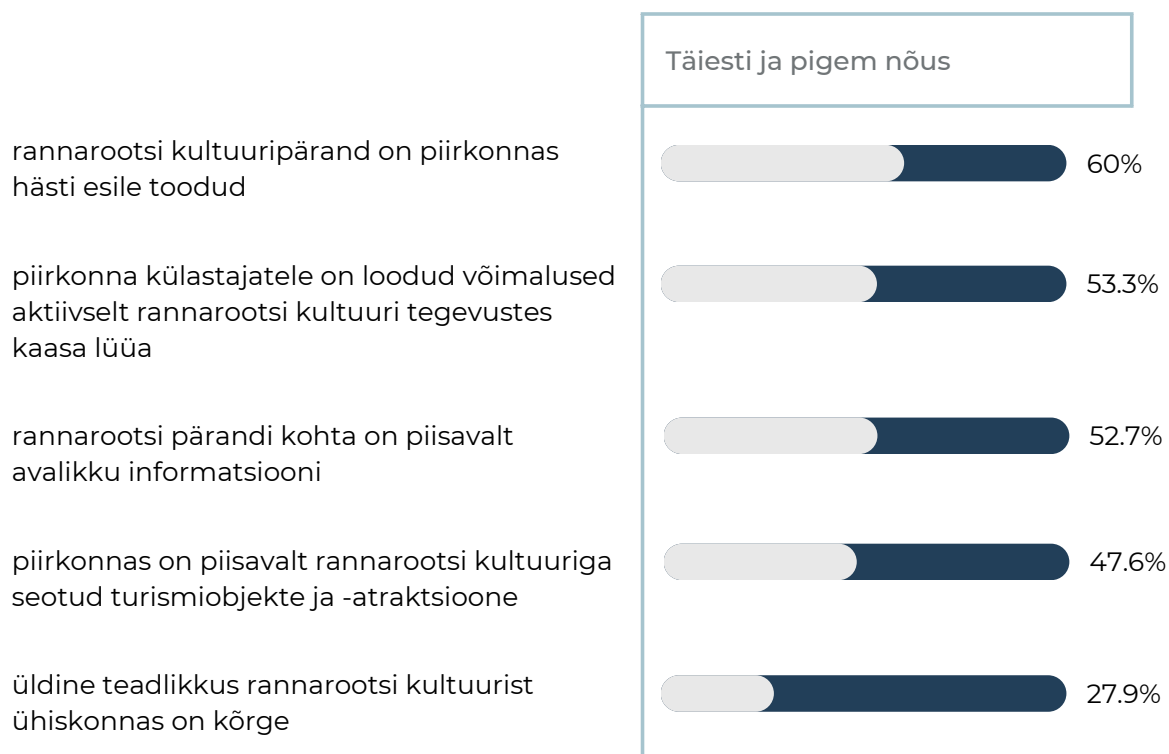 Täiesti ja pigem nõus
rannarootsi kultuuripärand on piirkonnas
hästi esile toodud
60%
piirkonna külastajatele on loodud võimalused
aktiivselt rannarootsi kultuuri tegevustes
kaasa lüüa
53.3%
rannarootsi pärandi kohta on piisavalt
avalikku informatsiooni
52.7%
piirkonnas on piisavalt rannarootsi kultuuriga
seotud turismiobjekte ja -atraktsioone
47.6%
üldine teadlikkus rannarootsi kultuurist
ühiskonnas on kõrge
27.9%